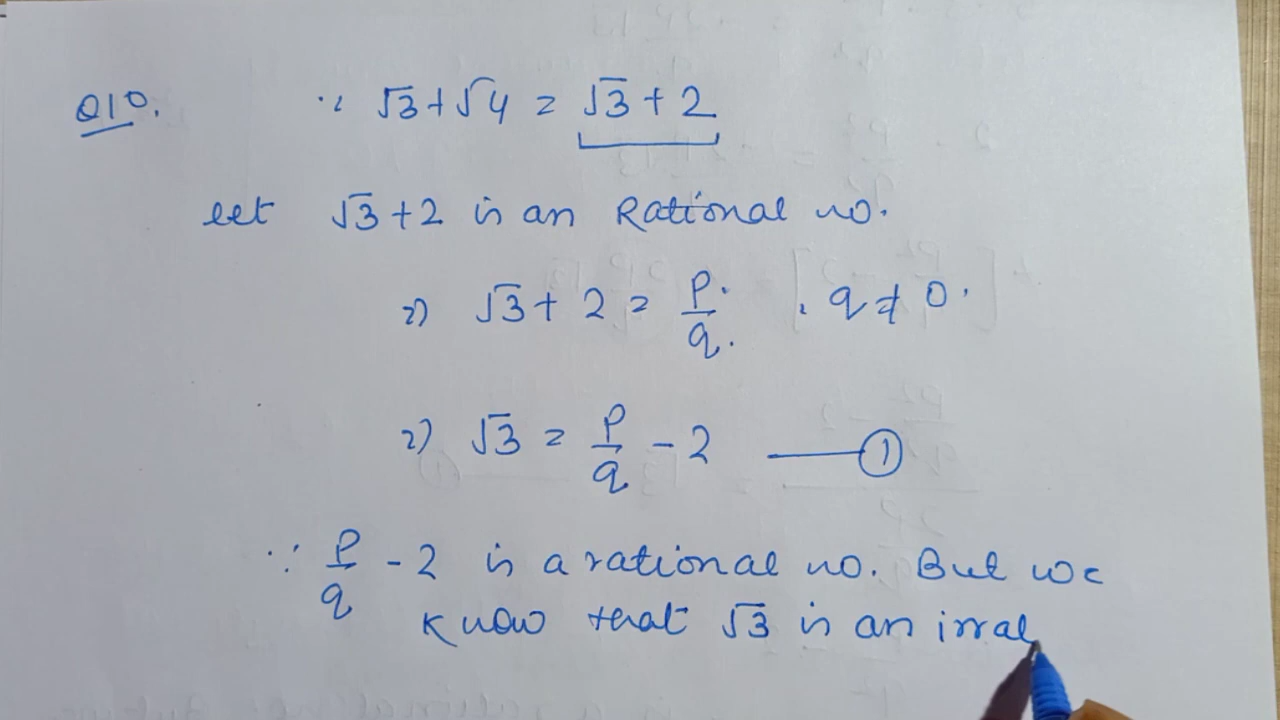 Q10. ∵ √3+√4 = √3+2
let √3+2 is an Rational no.
⇒ √3+2 = p/q. , q≠0.
⇒ √3 = p/q - 2 —— ①
∵ p/q - 2 is a rational no. But we
know that √3 is an irral